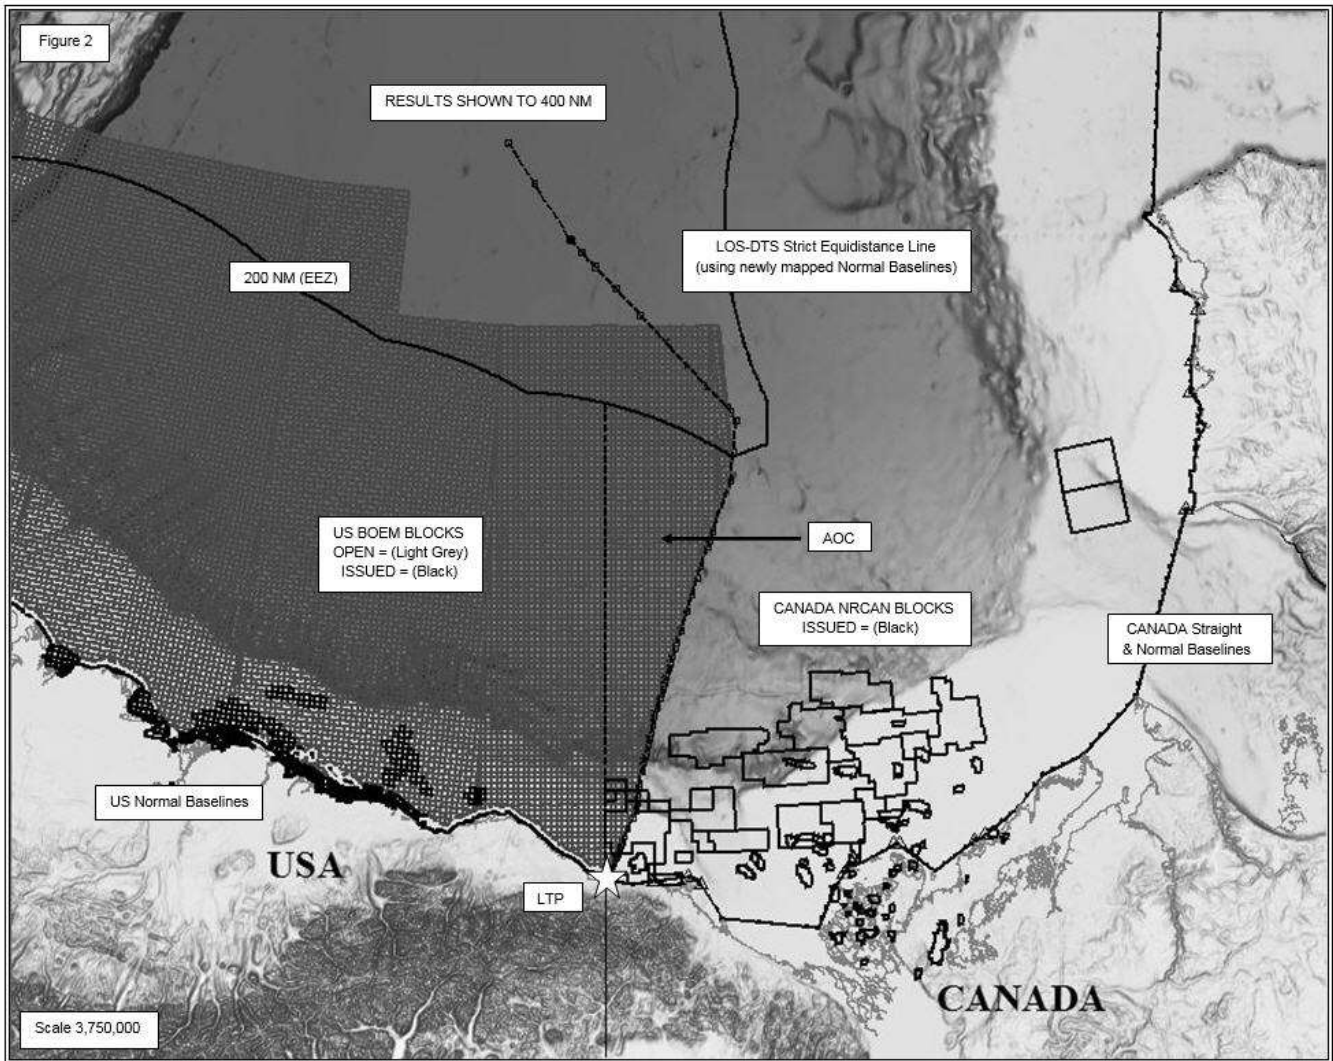 Figure 2
RESULTS SHOWN TO 400 NM
LOS-DTS Strict Equidistance Line
(using newly mapped Normal Baselines)
200 NM (EEZ)
US BOEM BLOCKS
OPEN = (Light Grey)
ISSUED = (Black)
AOC
CANADA NRCAN BLOCKS
ISSUED = (Black)
CANADA Straight
& Normal Baselines
US Normal Baselines
USA
LTP
CANADA
Scale 3,750,000